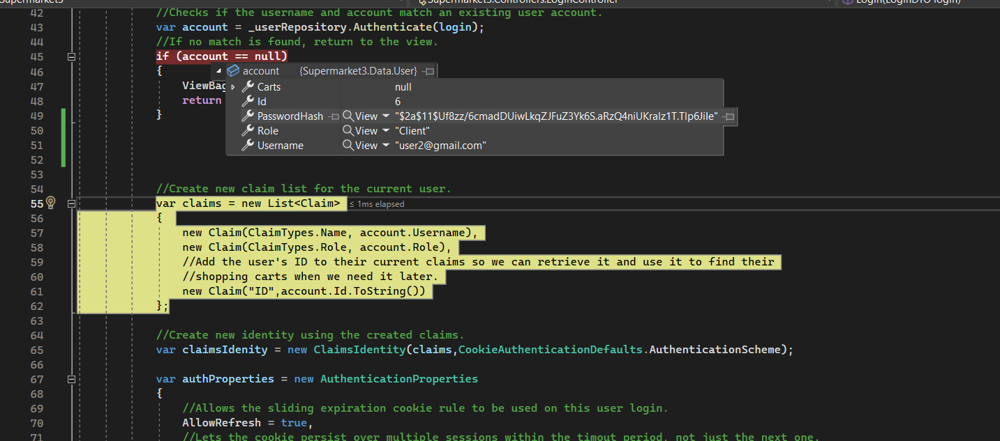 Supermarket3 Supermarket3.Controllers.LoginController Login(LoginDTO login)
42 //Checks if the username and account match an existing user account.
43 var account = _userRepository.Authenticate(login);
44 //If no match is found, return to the view.
45 if (account == null)
46 { account {Supermarket3.Data.User}
47 ViewBag Carts null
48 return Id 6
49 } PasswordHash View "$2a$11$Uf8zz/6cmadDUiwLkqZJFuZ3Yk6S.aRzQ4niUKralz1T.TIp6JiIe"
50 Role View "Client"
51 Username View "user2@gmail.com"
52
53
54 //Create new claim list for the current user.
55 var claims = new List<Claim> ≤ 1ms elapsed
56 {
57 new Claim(ClaimTypes.Name, account.Username),
58 new Claim(ClaimTypes.Role, account.Role),
59 //Add the user's ID to their current claims so we can retrieve it and use it to find their
60 //shopping carts when we need it later.
61 new Claim("ID",account.Id.ToString())
62 };
63
64 //Create new identity using the created claims.
65 var claimsIdenity = new ClaimsIdentity(claims,CookieAuthenticationDefaults.AuthenticationScheme);
66
67 var authProperties = new AuthenticationProperties
68 {
69 //Allows the sliding expiration cookie rule to be used on this user login.
70 AllowRefresh = true,
71 //Lets the cookie persist over multiple sessions within the timout period, not just the next one.